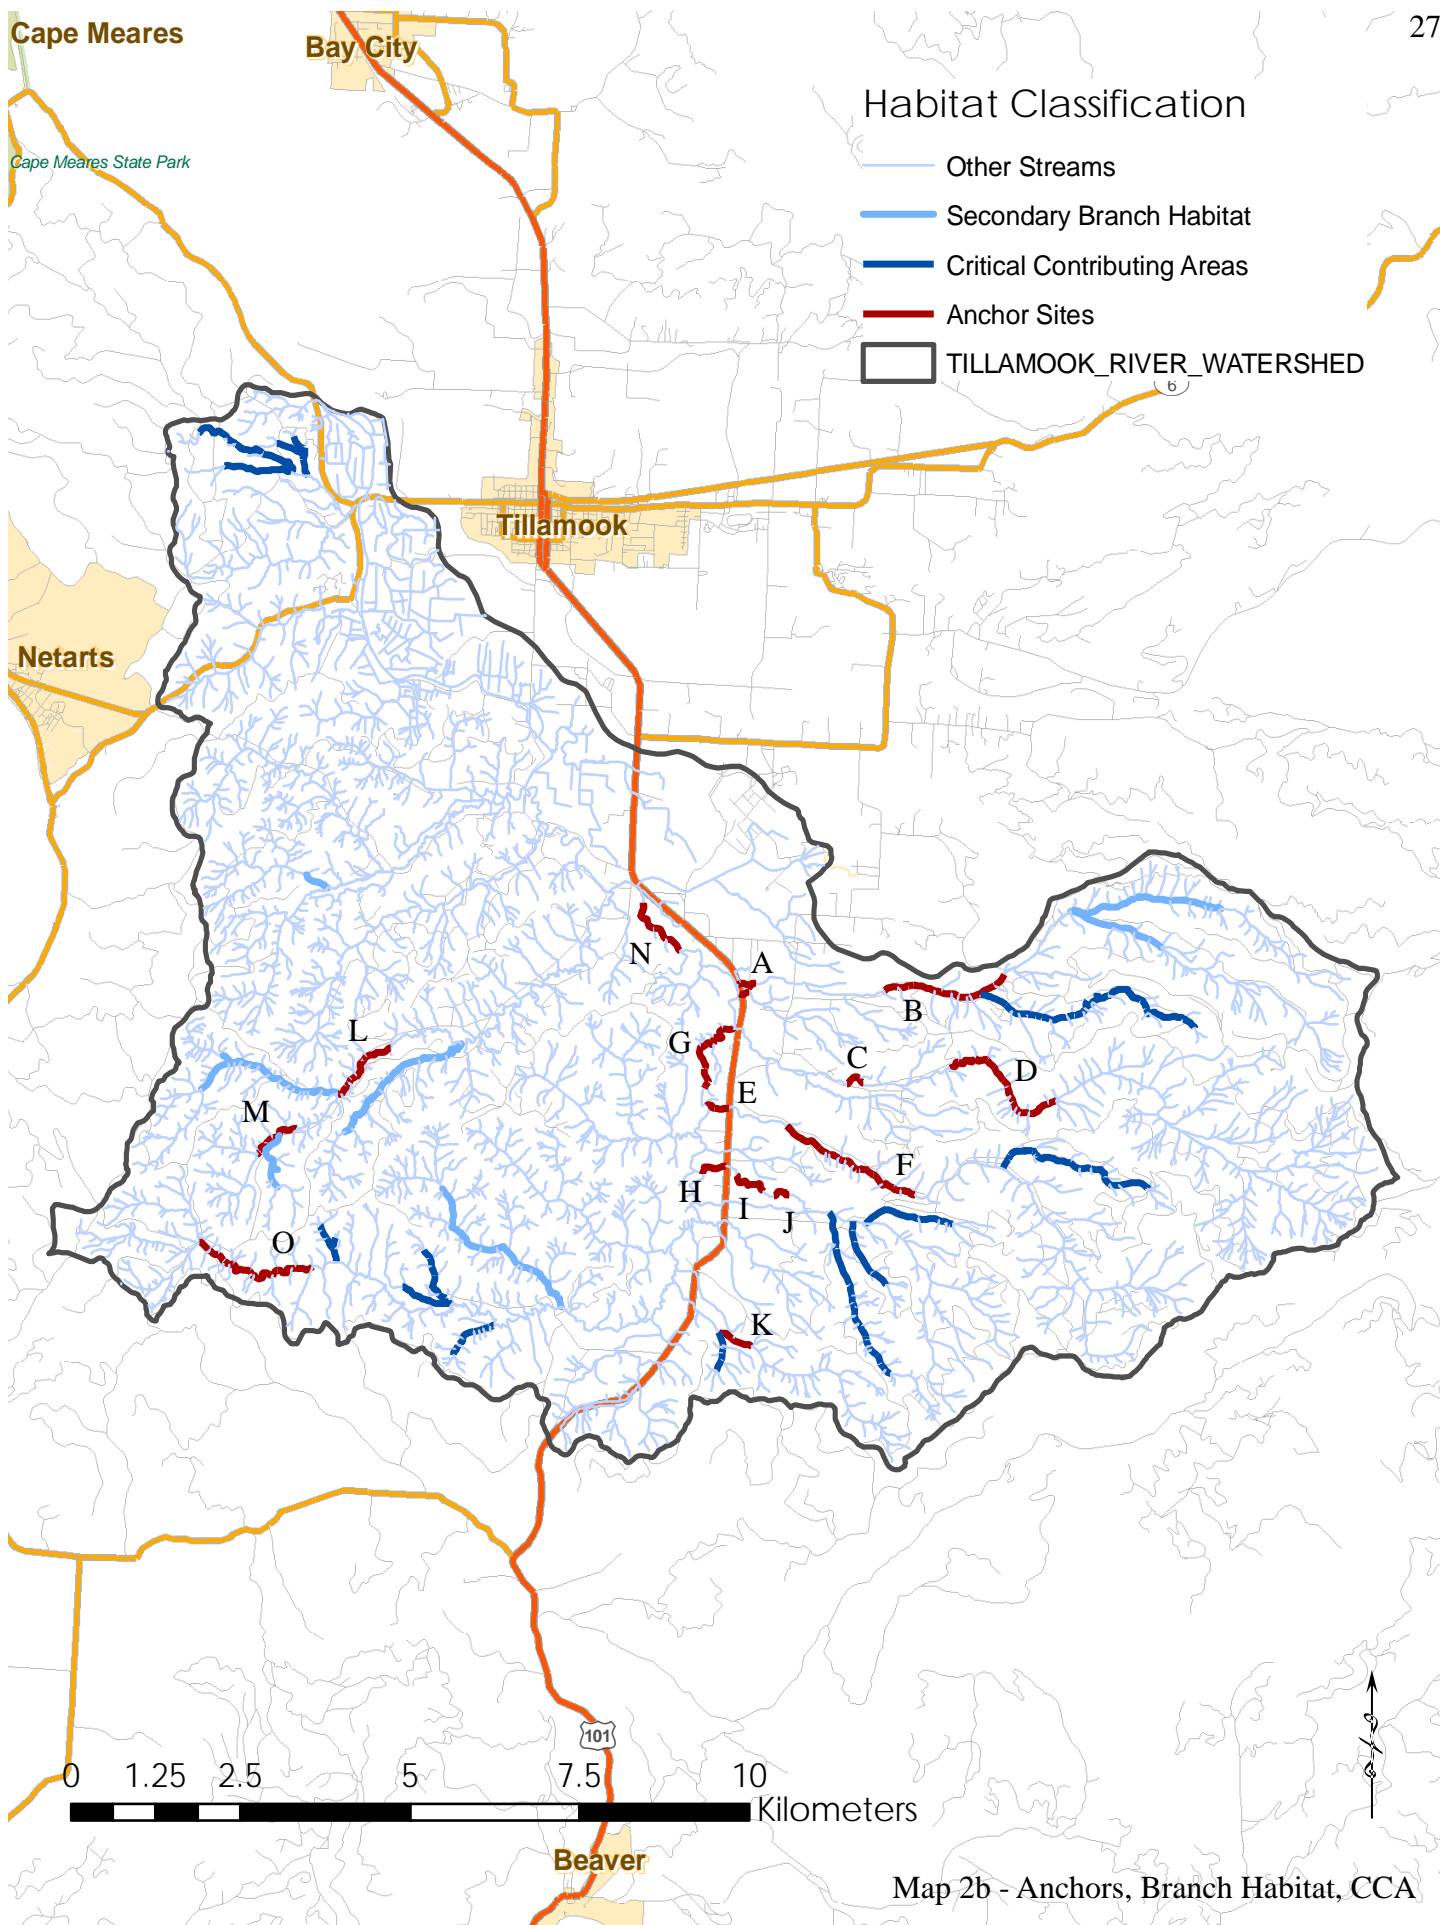 27
Cape Meares
Bay City
Cape Meares State Park
Habitat Classification
Other Streams
Secondary Branch Habitat
Critical Contributing Areas
Anchor Sites
TILLAMOOK_RIVER_WATERSHED
6
Tillamook
Netarts
N
A
B
L
G
C
D
E
M
F
H
I
J
O
K
101
0 1.25 2.5 5 7.5 10
Kilometers
Beaver
Map 2b - Anchors, Branch Habitat, CCA